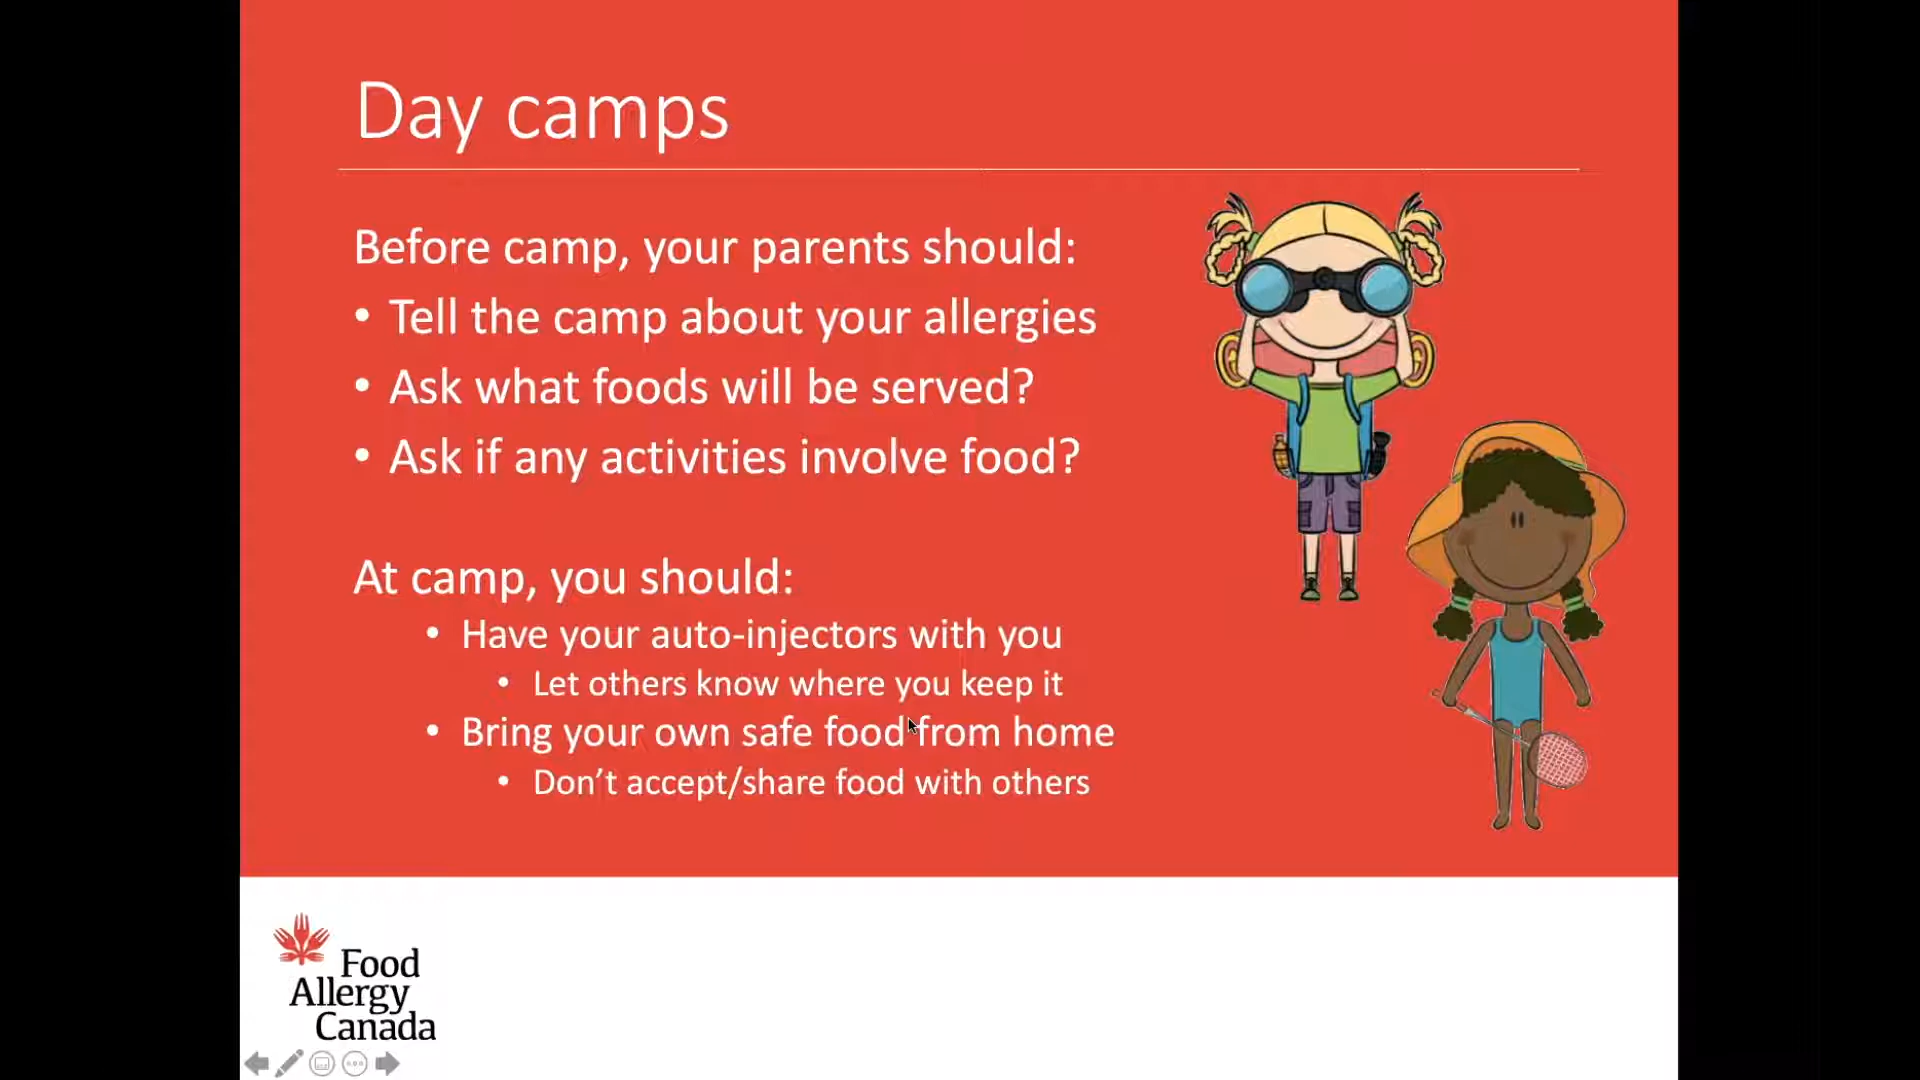 Day camps
Before camp, your parents should:
• Tell the camp about your allergies
• Ask what foods will be served?
• Ask if any activities involve food?
At camp, you should:
• Have your auto-injectors with you
• Let others know where you keep it
• Bring your own safe food from home
• Don’t accept/share food with others
Food
Allergy
Canada